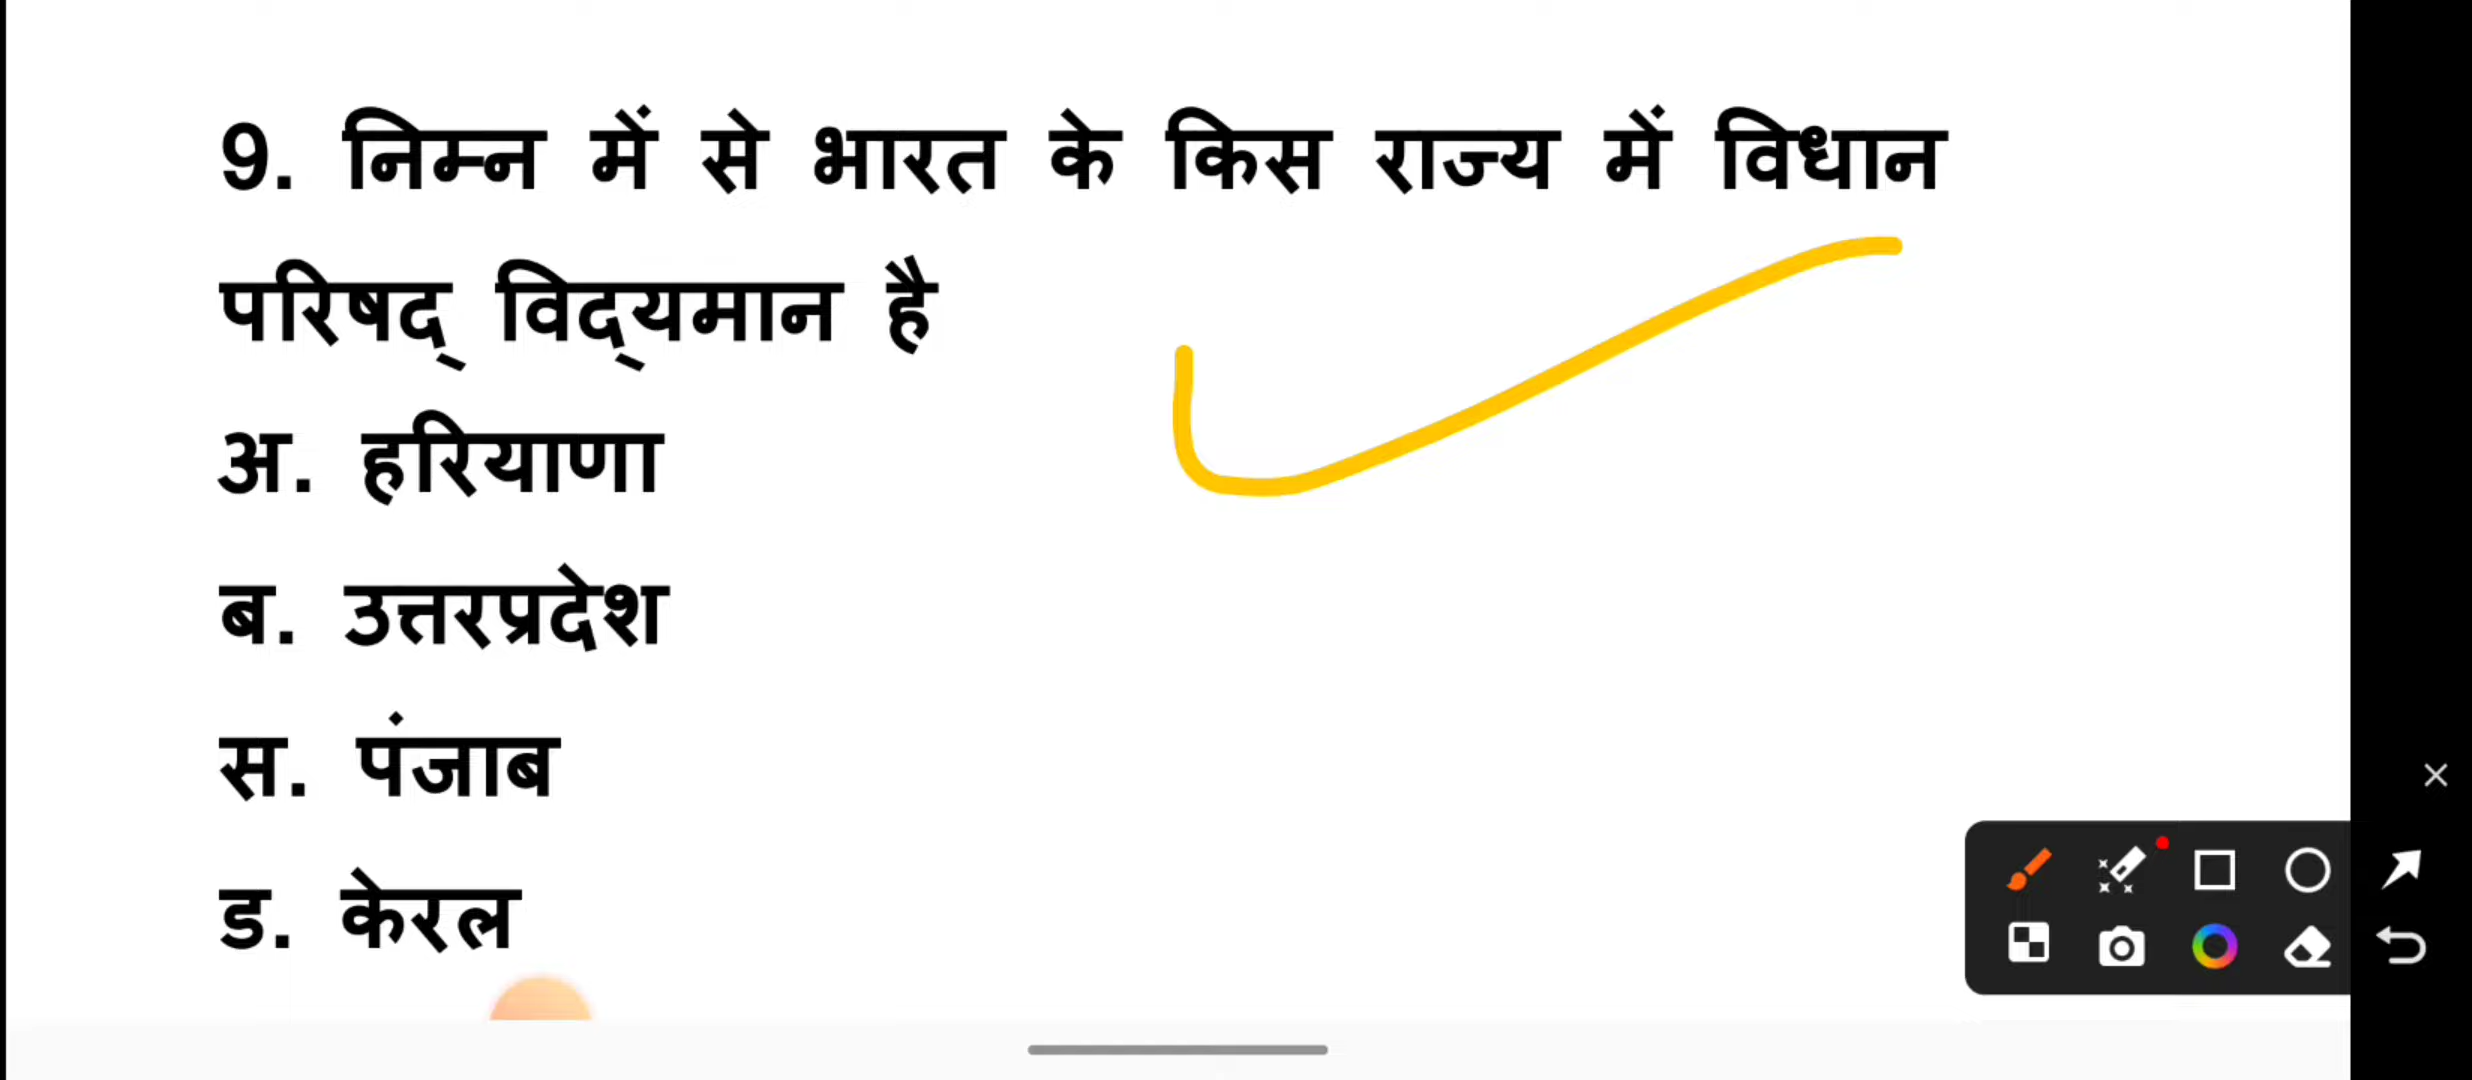 9. निम्न में से भारत के किस राज्य में विधान
परिषद् विद्यमान है
अ. हरियाणा
ब. उत्तरप्रदेश
स. पंजाब
ड. केरल